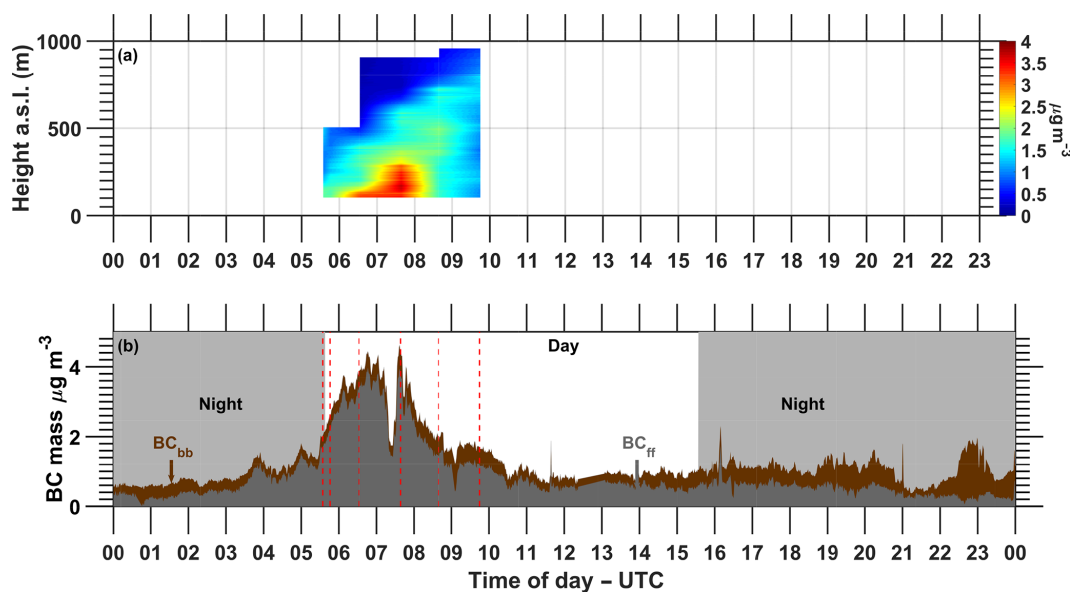 1000
(a)
4
3.5
3
2.5
2
1.5
1
0.5
0
μg m-3
Height a.s.l. (m)
500
0
00 01 02 03 04 05 06 07 08 09 10 11 12 13 14 15 16 17 18 19 20 21 22 23
(b)
Day
4
Night
Night
BCbb
BCff
2
0
BC mass μg m-3
00 01 02 03 04 05 06 07 08 09 10 11 12 13 14 15 16 17 18 19 20 21 22 23 00
Time of day – UTC